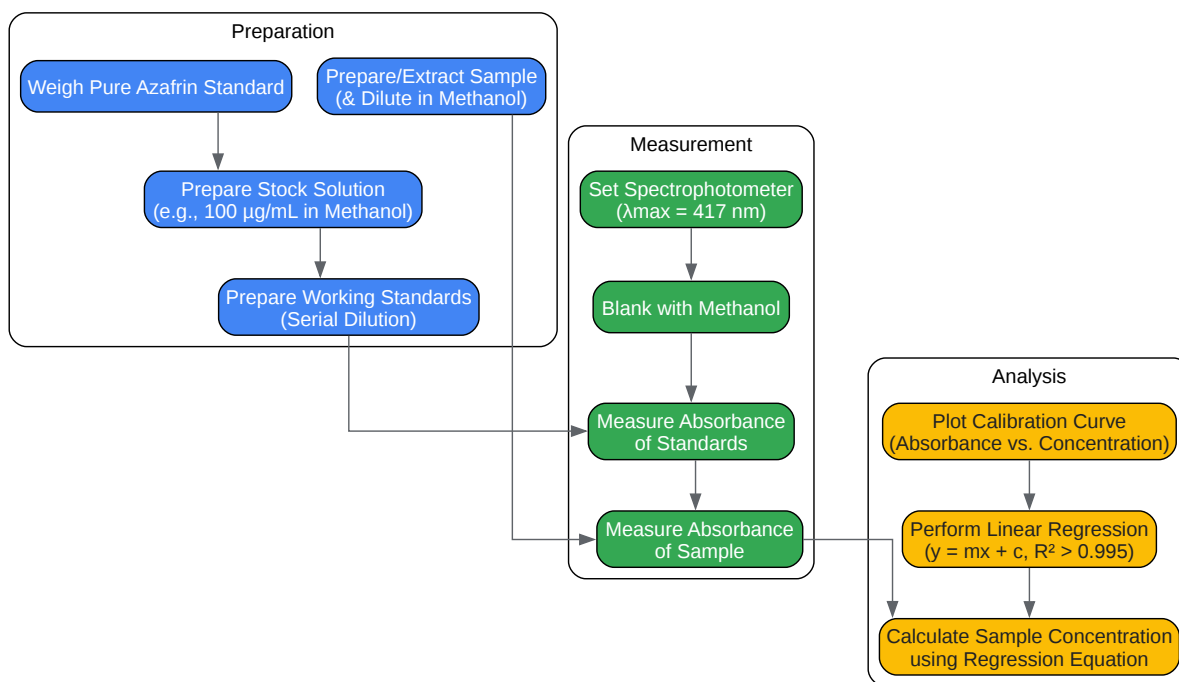 Preparation
Weigh Pure Azafrin Standard
Prepare/Extract Sample
(& Dilute in Methanol)
Prepare Stock Solution
(e.g., 100 µg/mL in Methanol)
Prepare Working Standards
(Serial Dilution)
Measurement
Set Spectrophotometer
(λmax = 417 nm)
Blank with Methanol
Measure Absorbance
of Standards
Measure Absorbance
of Sample
Analysis
Plot Calibration Curve
(Absorbance vs. Concentration)
Perform Linear Regression
(y = mx + c, R² > 0.995)
Calculate Sample Concentration
using Regression Equation